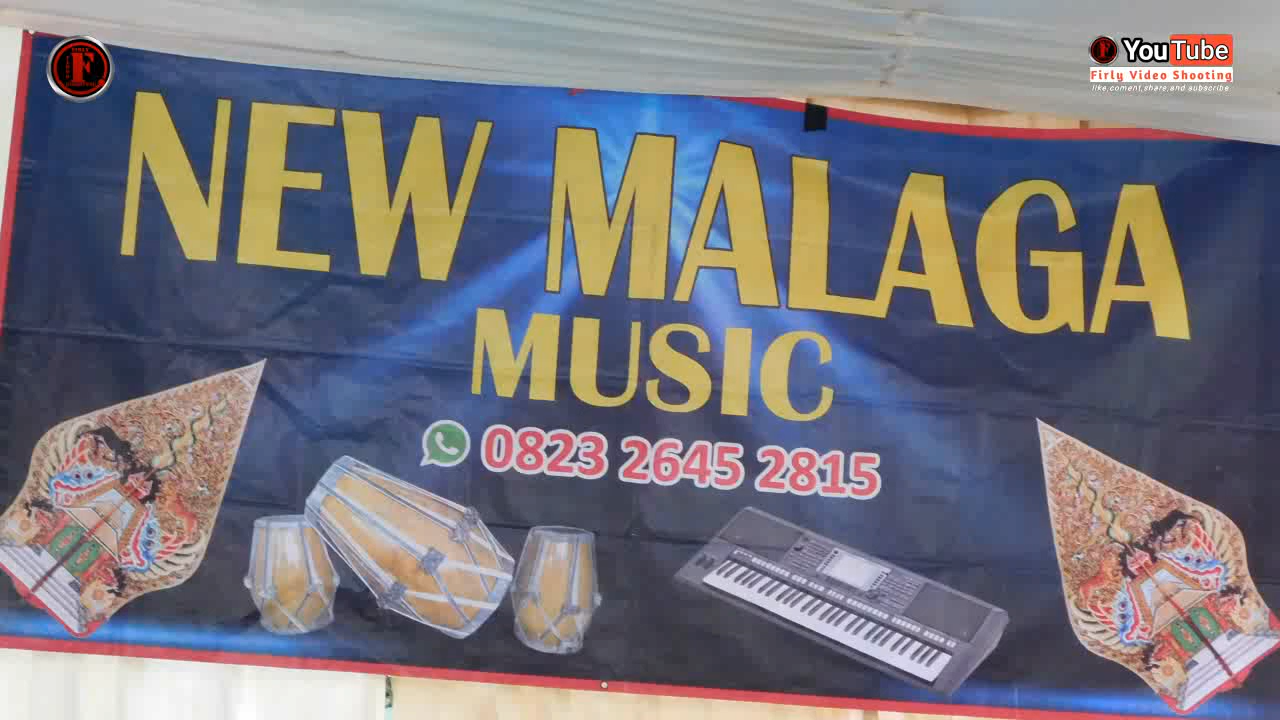 NEW MALAGA
MUSIC
0823 2645 2815
F
YouTube
Firly Video Shooting
like,coment,share,and subscribe